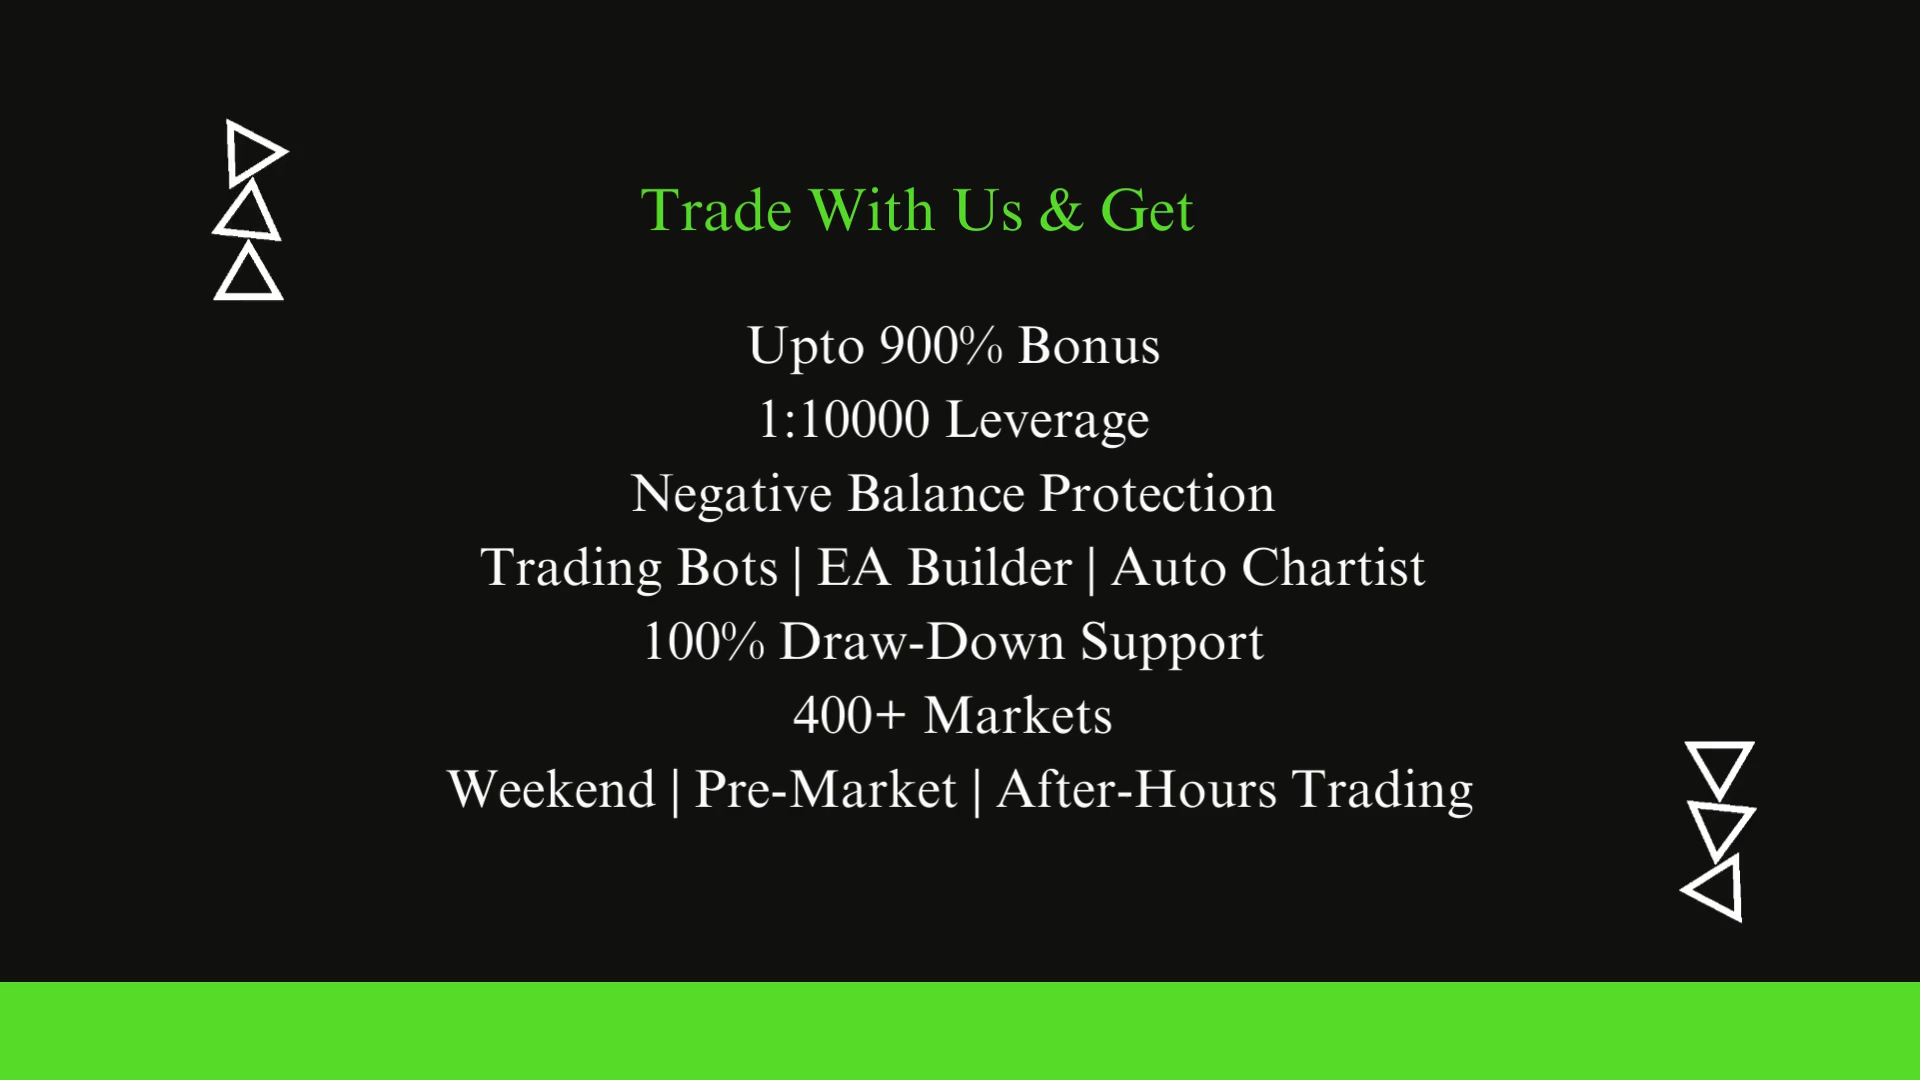 Trade With Us & Get
Upto 900% Bonus
1:10000 Leverage
Negative Balance Protection
Trading Bots | EA Builder | Auto Chartist
100% Draw-Down Support
400+ Markets
Weekend | Pre-Market | After-Hours Trading